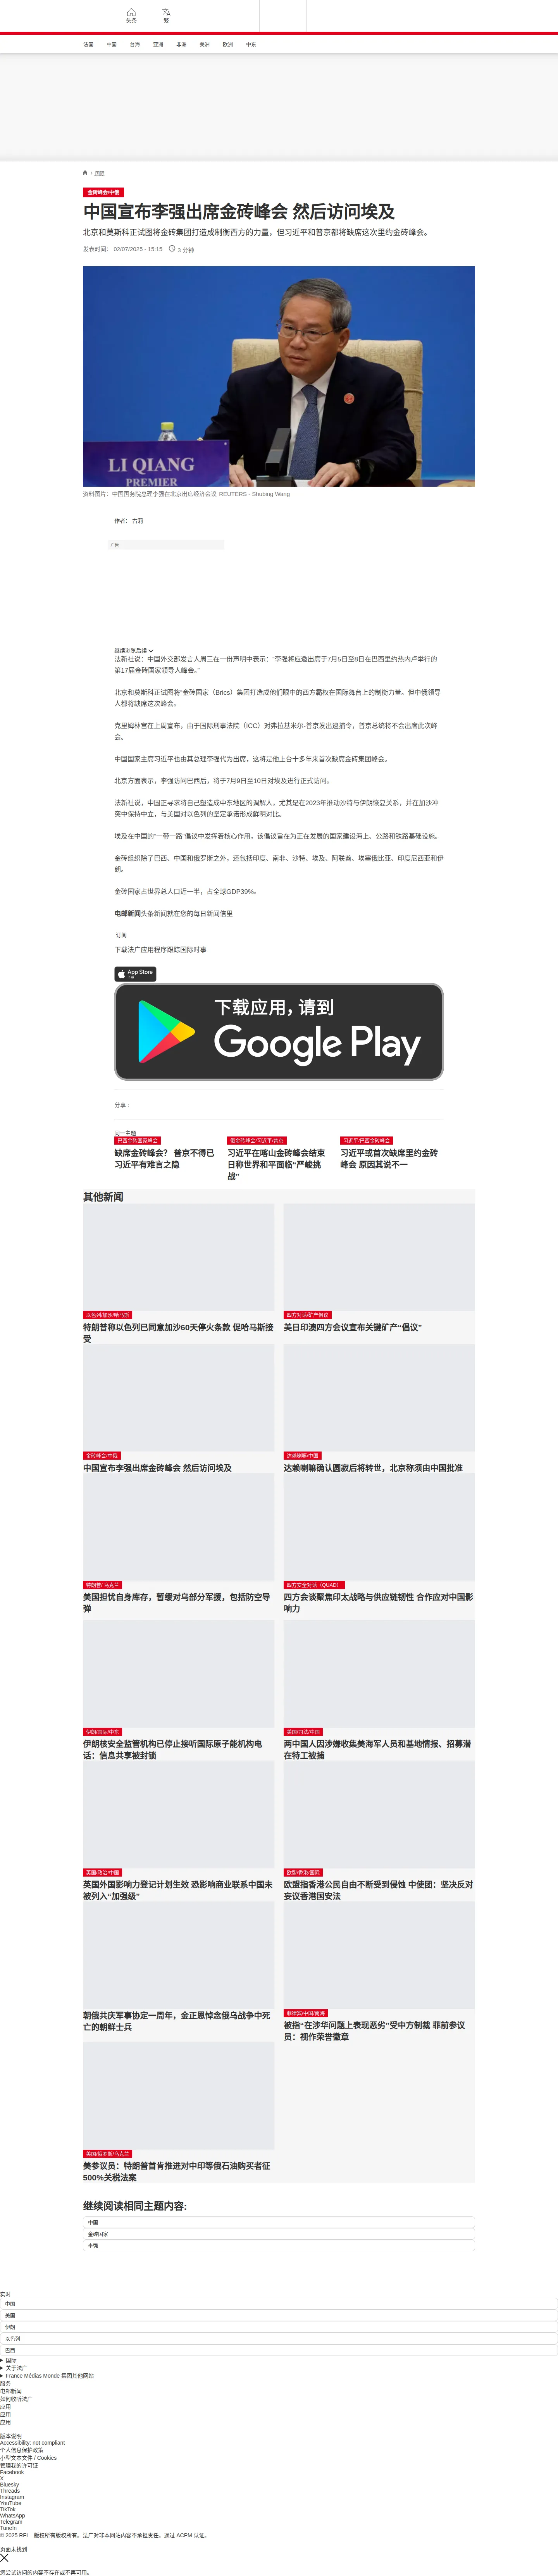 头条
繁
法国
中国
台海
亚洲
非洲
美洲
欧洲
中东
/ 国际
金砖峰会/中俄
中国宣布李强出席金砖峰会 然后访问埃及
北京和莫斯科正试图将金砖集团打造成制衡西方的力量，但习近平和普京都将缺席这次里约金砖峰会。
发表时间： 02/07/2025 - 15:15 3 分钟
LI QIANG
PREMIER
资料图片：中国国务院总理李强在北京出席经济会议 REUTERS - Shubing Wang
作者： 古莉
广告
继续浏览后续
法新社说：中国外交部发言人周三在一份声明中表示：“李强将应邀出席于7月5日至8日在巴西里约热内卢举行的
第17届金砖国家领导人峰会。”
北京和莫斯科正试图将“金砖国家（Brics）集团打造成他们眼中的西方霸权在国际舞台上的制衡力量。但中俄领导
人都将缺席这次峰会。
克里姆林宫在上周宣布，由于国际刑事法院（ICC）对弗拉基米尔-普京发出逮捕令，普京总统将不会出席此次峰
会。
中国国家主席习近平也由其总理李强代为出席，这将是他上台十多年来首次缺席金砖集团峰会。
北京方面表示，李强访问巴西后，将于7月9日至10日对埃及进行正式访问。
法新社说，中国正寻求将自己塑造成中东地区的调解人，尤其是在2023年推动沙特与伊朗恢复关系，并在加沙冲
突中保持中立，与美国对以色列的坚定承诺形成鲜明对比。
埃及在中国的“一带一路”倡议中发挥着核心作用，该倡议旨在为正在发展的国家建设海上、公路和铁路基础设施。
金砖组织除了巴西、中国和俄罗斯之外，还包括印度、南非、沙特、埃及、阿联酋、埃塞俄比亚、印度尼西亚和伊
朗。
金砖国家占世界总人口近一半，占全球GDP39%。
电邮新闻头条新闻就在您的每日新闻信里
订阅
下载法广应用程序跟踪国际时事
App Store
下载
下载应用，请到
Google Play
分享 :
同一主题
巴西金砖国家峰会
缺席金砖峰会？ 普京不得已
习近平有难言之隐
俄金砖峰会/习近平/普京
习近平在喀山金砖峰会结束
日称世界和平面临“严峻挑
战“
习近平/巴西金砖峰会
习近平或首次缺席里约金砖
峰会 原因其说不一
其他新闻
以色列/加沙/哈马斯
特朗普称以色列已同意加沙60天停火条款 促哈马斯接
受
四方对话/矿产倡议
美日印澳四方会议宣布关键矿产“倡议”
金砖峰会/中俄
中国宣布李强出席金砖峰会 然后访问埃及
达赖喇嘛/中国
达赖喇嘛确认圆寂后将转世，北京称须由中国批准
特朗普/ 乌克兰
美国担忧自身库存，暂缓对乌部分军援，包括防空导
弹
四方安全对话（QUAD）
四方会谈聚焦印太战略与供应链韧性 合作应对中国影
响力
伊朗/国际/中东
伊朗核安全监管机构已停止接听国际原子能机构电
话：信息共享被封锁
美国/司法/中国
两中国人因涉嫌收集美海军人员和基地情报、招募潜
在特工被捕
英国/政治/中国
英国外国影响力登记计划生效 恐影响商业联系中国未
被列入“加强级”
欧盟/香港/国际
欧盟指香港公民自由不断受到侵蚀 中使团：坚决反对
妄议香港国安法
朝俄共庆军事协定一周年，金正恩悼念俄乌战争中死
亡的朝鲜士兵
菲律宾/中国/南海
被指“在涉华问题上表现恶劣”受中方制裁 菲前参议
员：视作荣誉徽章
美国/俄罗斯/乌克兰
美参议员：特朗普首肯推进对中印等俄石油购买者征
500%关税法案
继续阅读相同主题内容:
中国
金砖国家
李强
实时
中国
美国
伊朗
以色列
巴西
国际
关于法广
France Médias Monde 集团其他网站
服务
电邮新闻
如何收听法广
应用
应用
应用
版本说明
Accessibility: not compliant
个人信息保护政策
小型文本文件 / Cookies
管理我的许可证
Facebook
X
Bluesky
Threads
Instagram
YouTube
TikTok
WhatsApp
Telegram
TuneIn
© 2025 RFI – 版权所有版权所有。法广对非本网站内容不承担责任。通过 ACPM 认证。
页面未找到
您尝试访问的内容不存在或不再可用。